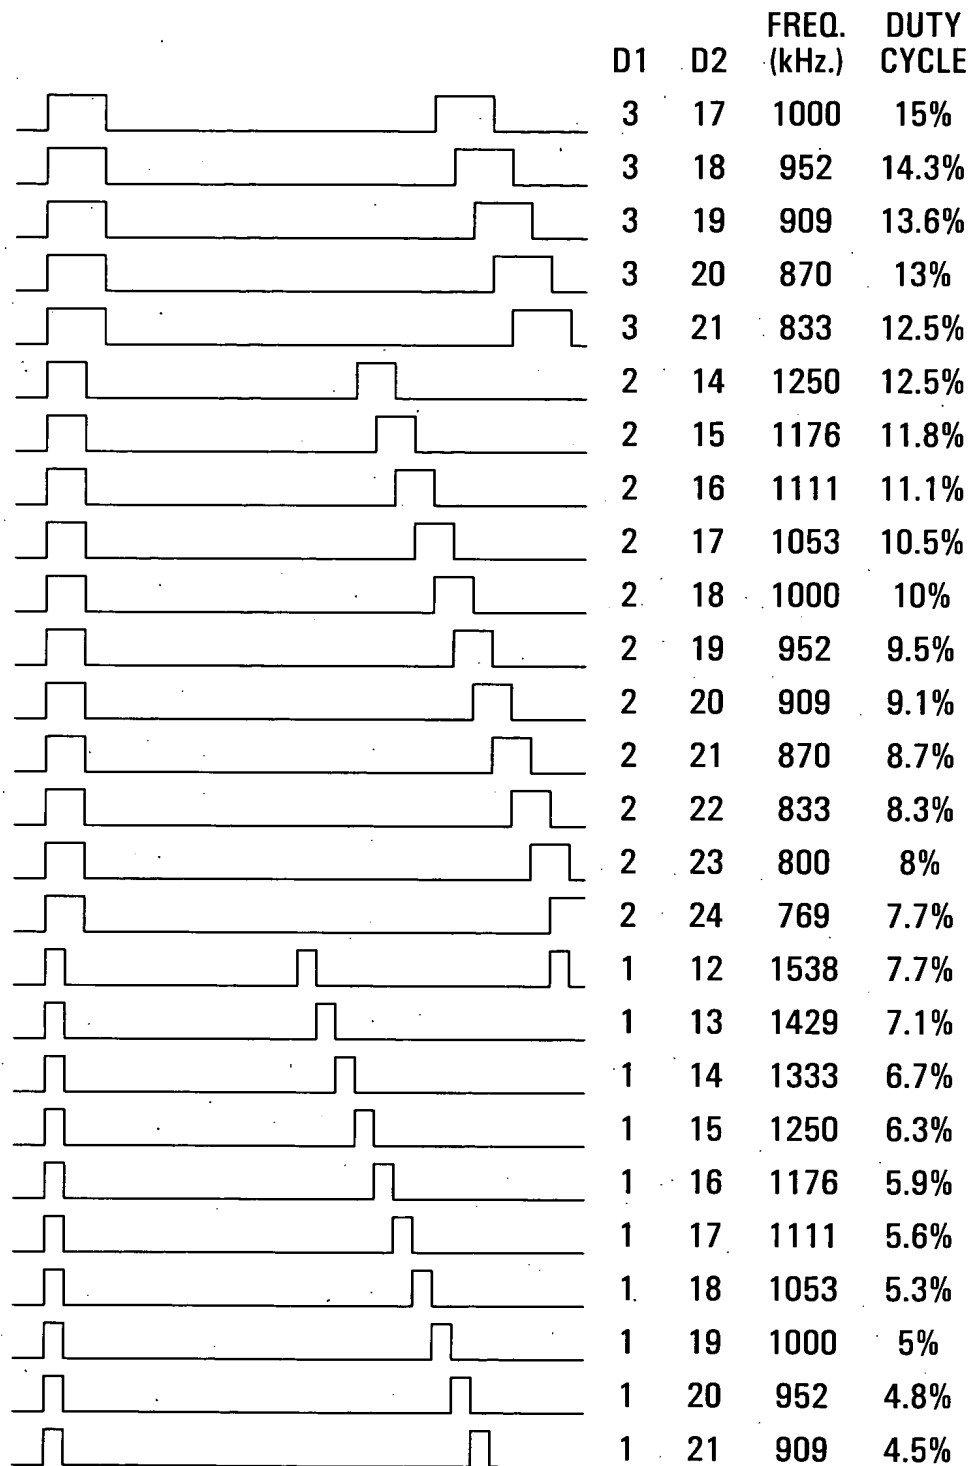 FREQ. DUTY
D1 D2 (kHz.) CYCLE
3 17 1000 15%
3 18 952 14.3%
3 19 909 13.6%
3 20 870 13%
3 21 833 12.5%
2 14 1250 12.5%
2 15 1176 11.8%
2 16 1111 11.1%
2 17 1053 10.5%
2 18 1000 10%
2 19 952 9.5%
2 20 909 9.1%
2 21 870 8.7%
2 22 833 8.3%
2 23 800 8%
2 24 769 7.7%
1 12 1538 7.7%
1 13 1429 7.1%
1 14 1333 6.7%
1 15 1250 6.3%
1 16 1176 5.9%
1 17 1111 5.6%
1 18 1053 5.3%
1 19 1000 5%
1 20 952 4.8%
1 21 909 4.5%